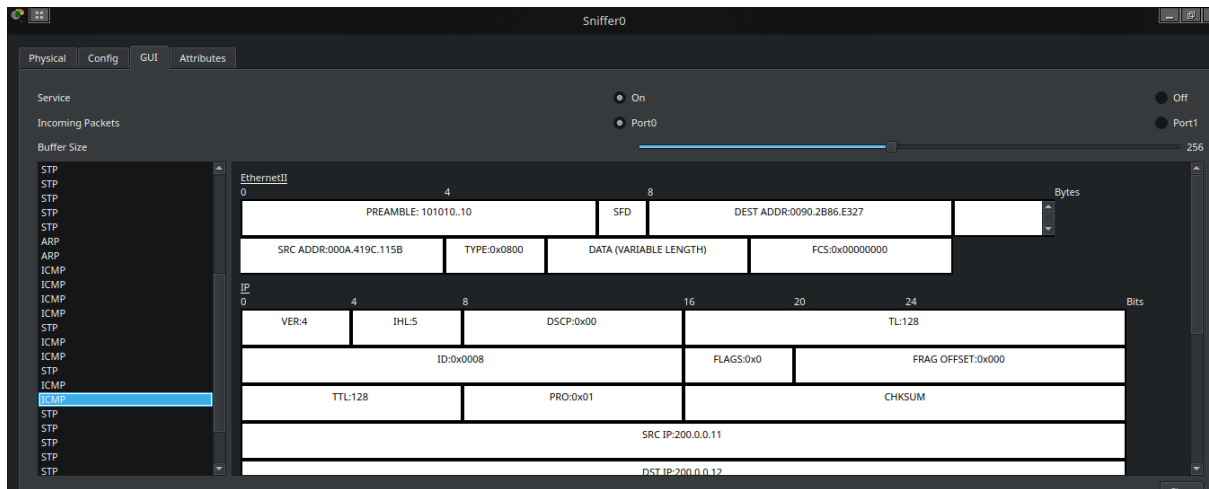 Sniffer0
Physical Config GUI Attributes
Service On Off
Incoming Packets Port0 Port1
Buffer Size 256
STP
STP
STP
STP
STP
ARP
ARP
ICMP
ICMP
ICMP
ICMP
STP
ICMP
ICMP
STP
ICMP
ICMP
STP
STP
STP
STP
STP
EthernetII
0 4 8 Bytes
PREAMBLE: 101010..10 SFD DEST ADDR:0090.2B86.E327
SRC ADDR:000A.419C.115B TYPE:0x0800 DATA (VARIABLE LENGTH) FCS:0x00000000
IP
0 4 8 16 20 24 Bits
VER:4 IHL:5 DSCP:0x00 TL:128
ID:0x0008 FLAGS:0x0 FRAG OFFSET:0x000
TTL:128 PRO:0x01 CHKSUM
SRC IP:200.0.0.11
DST IP:200.0.0.12